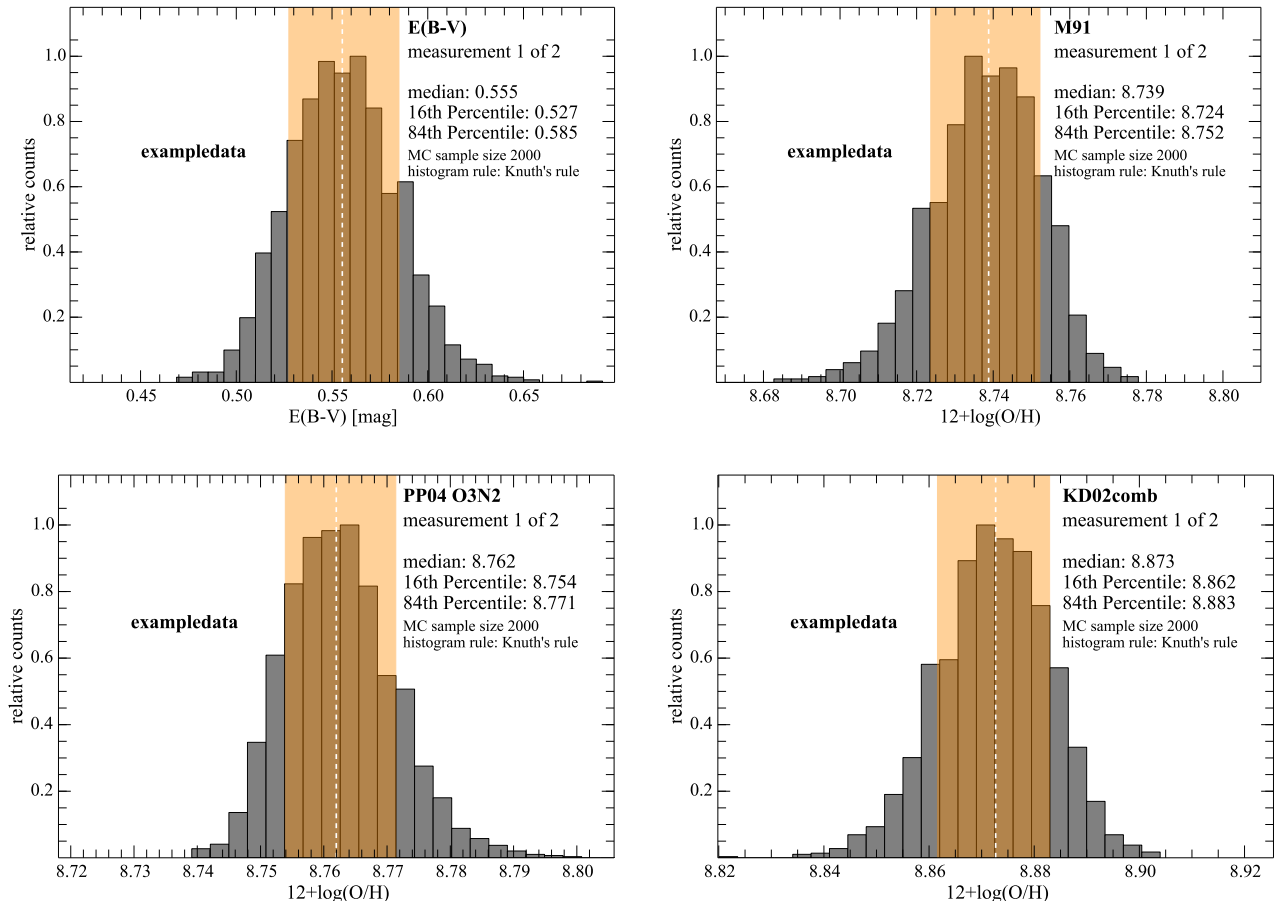 E(B-V)
measurement 1 of 2
median: 0.555
16th Percentile: 0.527
84th Percentile: 0.585
MC sample size 2000
histogram rule: Knuth's rule
exampledata
relative counts
1.0
0.8
0.6
0.4
0.2
0.45 0.50 0.55 0.60 0.65
E(B-V) [mag]
M91
measurement 1 of 2
median: 8.739
16th Percentile: 8.724
84th Percentile: 8.752
MC sample size 2000
histogram rule: Knuth's rule
exampledata
relative counts
1.0
0.8
0.6
0.4
0.2
8.68 8.70 8.72 8.74 8.76 8.78 8.80
12+log(O/H)
PP04 O3N2
measurement 1 of 2
median: 8.762
16th Percentile: 8.754
84th Percentile: 8.771
MC sample size 2000
histogram rule: Knuth's rule
exampledata
relative counts
1.0
0.8
0.6
0.4
0.2
8.72 8.73 8.74 8.75 8.76 8.77 8.78 8.79 8.80
12+log(O/H)
KD02comb
measurement 1 of 2
median: 8.873
16th Percentile: 8.862
84th Percentile: 8.883
MC sample size 2000
histogram rule: Knuth's rule
exampledata
relative counts
1.0
0.8
0.6
0.4
0.2
8.82 8.84 8.86 8.88 8.90 8.92
12+log(O/H)